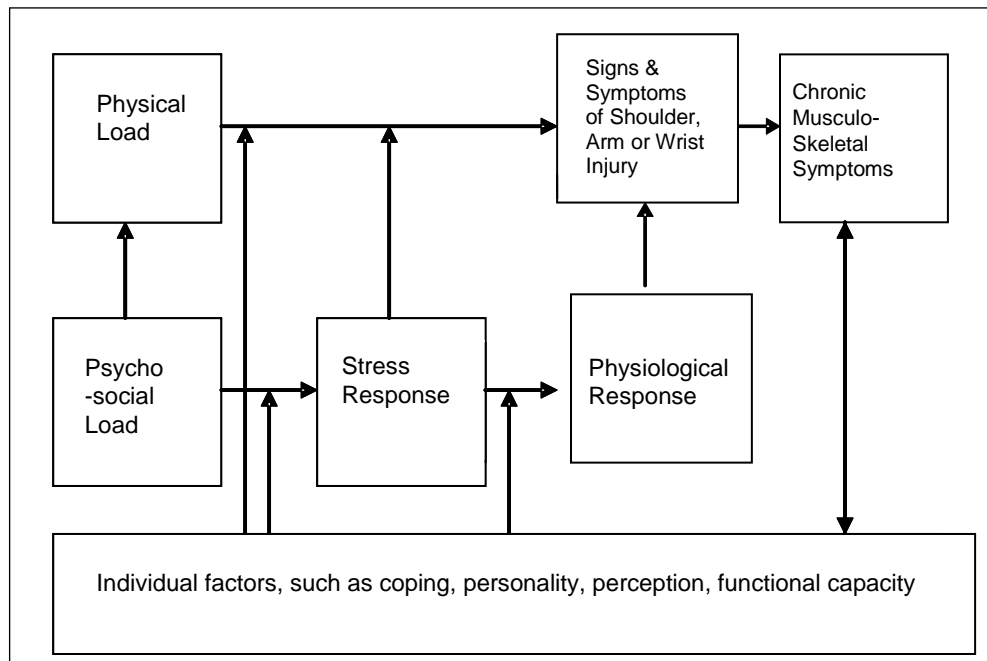 Physical
Load
Signs &
Symptoms
of Shoulder,
Arm or Wrist
Injury
Chronic
Musculo-
Skeletal
Symptoms
Psycho
-social
Load
Stress
Response
Physiological
Response
Individual factors, such as coping, personality, perception, functional capacity